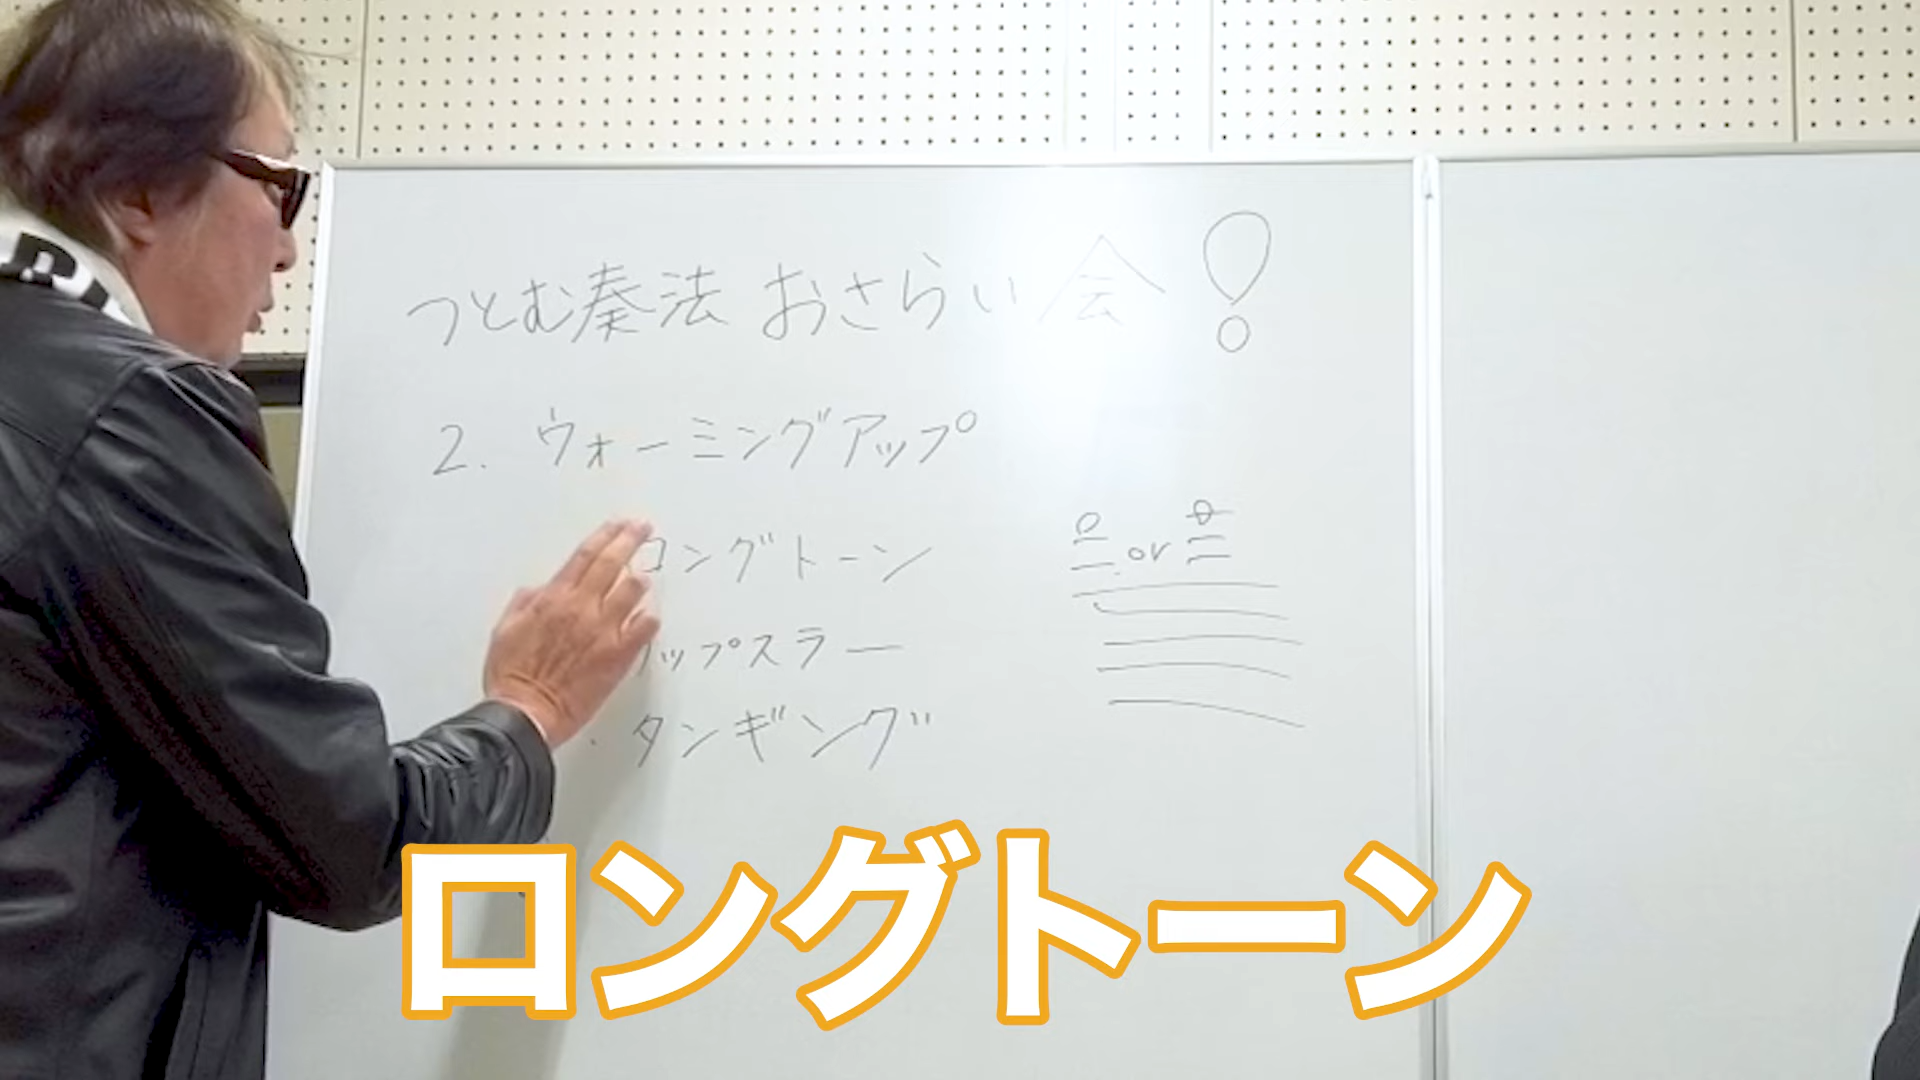 つとむ奏法 おさらい会!
2. ウォーミングアップ
ロングトーン
or
ップスラー
・タンギング
ロングトーン